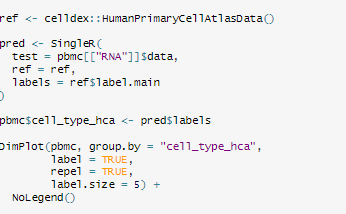 ref <- celldex::HumanPrimaryCellAtlasData()
pred <- SingleR(
test = pbmc[["RNA"]]$data,
ref = ref,
labels = ref$label.main
)
pbmc$cell_type_hca <- pred$labels
DimPlot(pbmc, group.by = "cell_type_hca",
label = TRUE,
repel = TRUE,
label.size = 5) +
NoLegend()